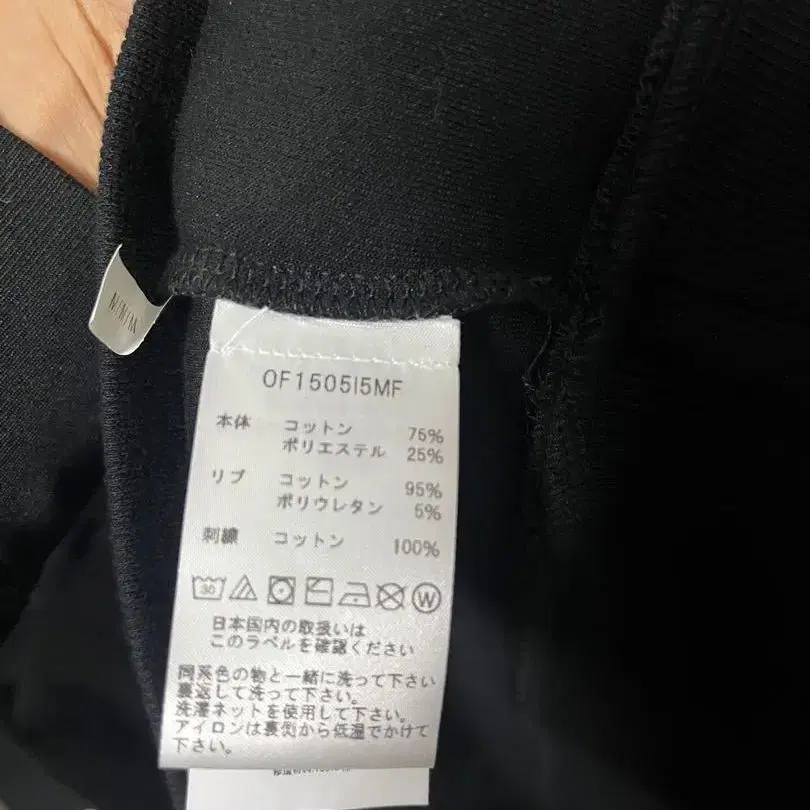 OF1505I5MF
本体 コットン 75%
ポリエステル 25%
リブ コットン 95%
ポリウレタン 5%
刺繍 コットン 100%
30 W
日本国内の取扱いは
このラベルを確認ください
同系色の物と一緒に洗って下さい
裏返して洗って下さい。
洗濯ネットを使用して下さい。
アイロンは裏側から低温でかけて
下さい。